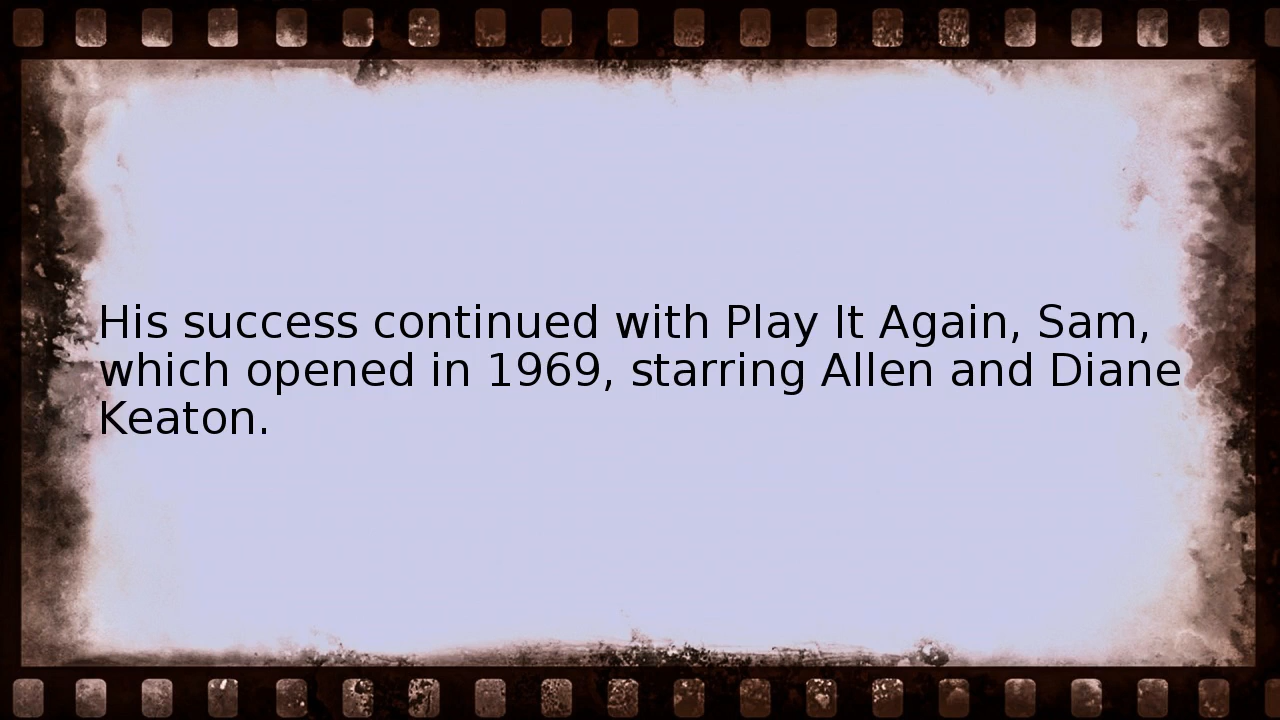 His success continued with Play It Again, Sam,
which opened in 1969, starring Allen and Diane
Keaton.